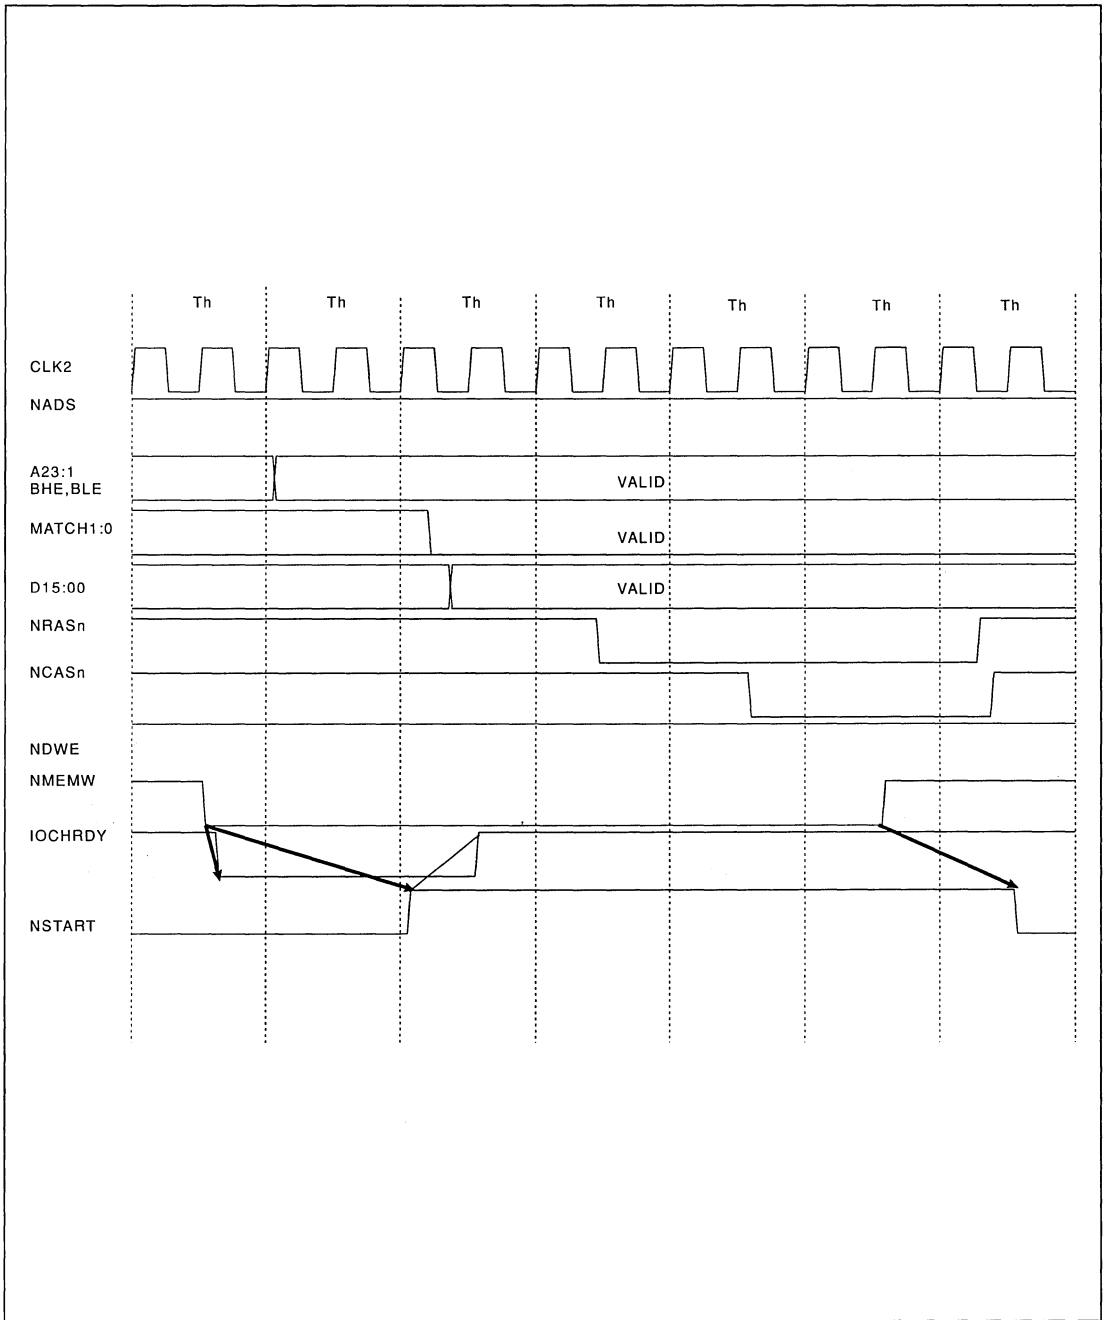 Th Th Th Th Th Th Th
CLK2
NADS
A23:1
BHE,BLE
VALID
MATCH1:0
VALID
D15:00
VALID
NRASn
NCASn
NDWE
NMEMW
IOCHRDY
NSTART